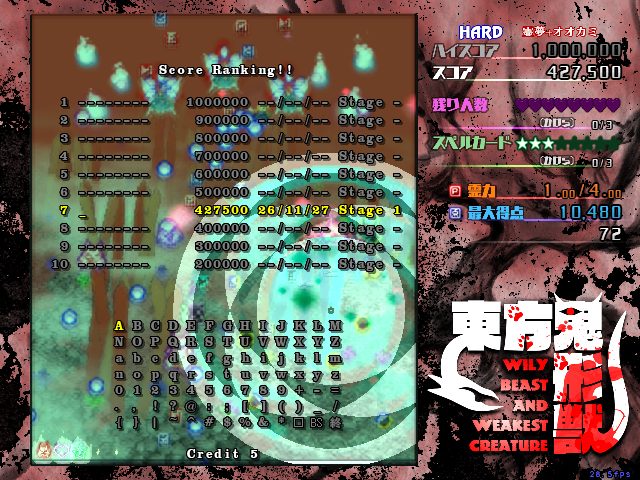 Score Ranking!!
1 -------- 1000000 --/--/-- Stage -
2 -------- 900000 --/--/-- Stage -
3 -------- 800000 --/--/-- Stage -
4 -------- 700000 --/--/-- Stage -
5 -------- 600000 --/--/-- Stage -
6 -------- 500000 --/--/-- Stage -
7 _ 427500 26/11/27 Stage 1
8 -------- 400000 --/--/-- Stage -
9 -------- 300000 --/--/-- Stage -
10 -------- 200000 --/--/-- Stage -
A B C D E F G H I J K L M
N O P Q R S T U V W X Y Z
a b c d e f g h i j k l m
n o p q r s t u v w x y z
0 1 2 3 4 5 6 7 8 9 + - =
. , ! ? @ : ; [ ] ( ) _ /
{ } | ~ ^ # $ % & * □ BS 終
Credit 5
HARD 霊夢+オオカミ
ハイスコア 1,000,000
スコア 427,500
残り人数
(かけら) 0/3
スペルカード ★★★★★★★★
(かけら) 0/3
P 霊力 1.00/4.00
最大得点 10,480
72
東方鬼形獣
WILY
BEAST
AND
WEAKEST
CREATURE